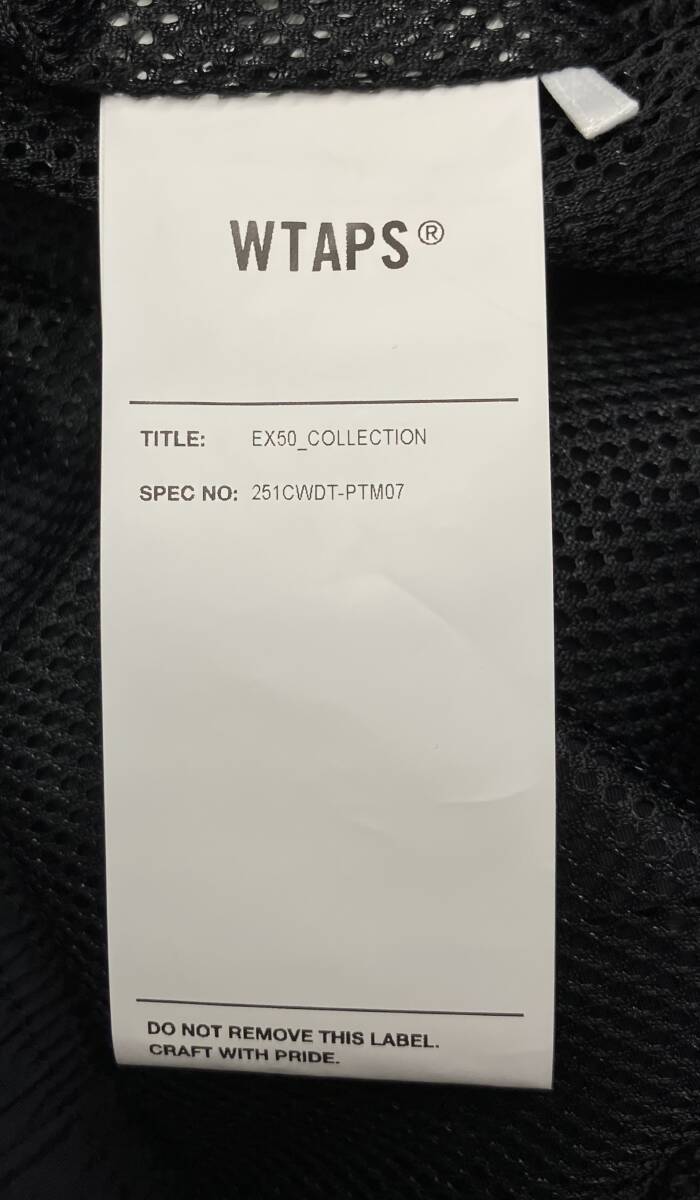 WTAPS®
TITLE: EX50_COLLECTION
SPEC NO: 251CWDT-PTM07
DO NOT REMOVE THIS LABEL.
CRAFT WITH PRIDE.